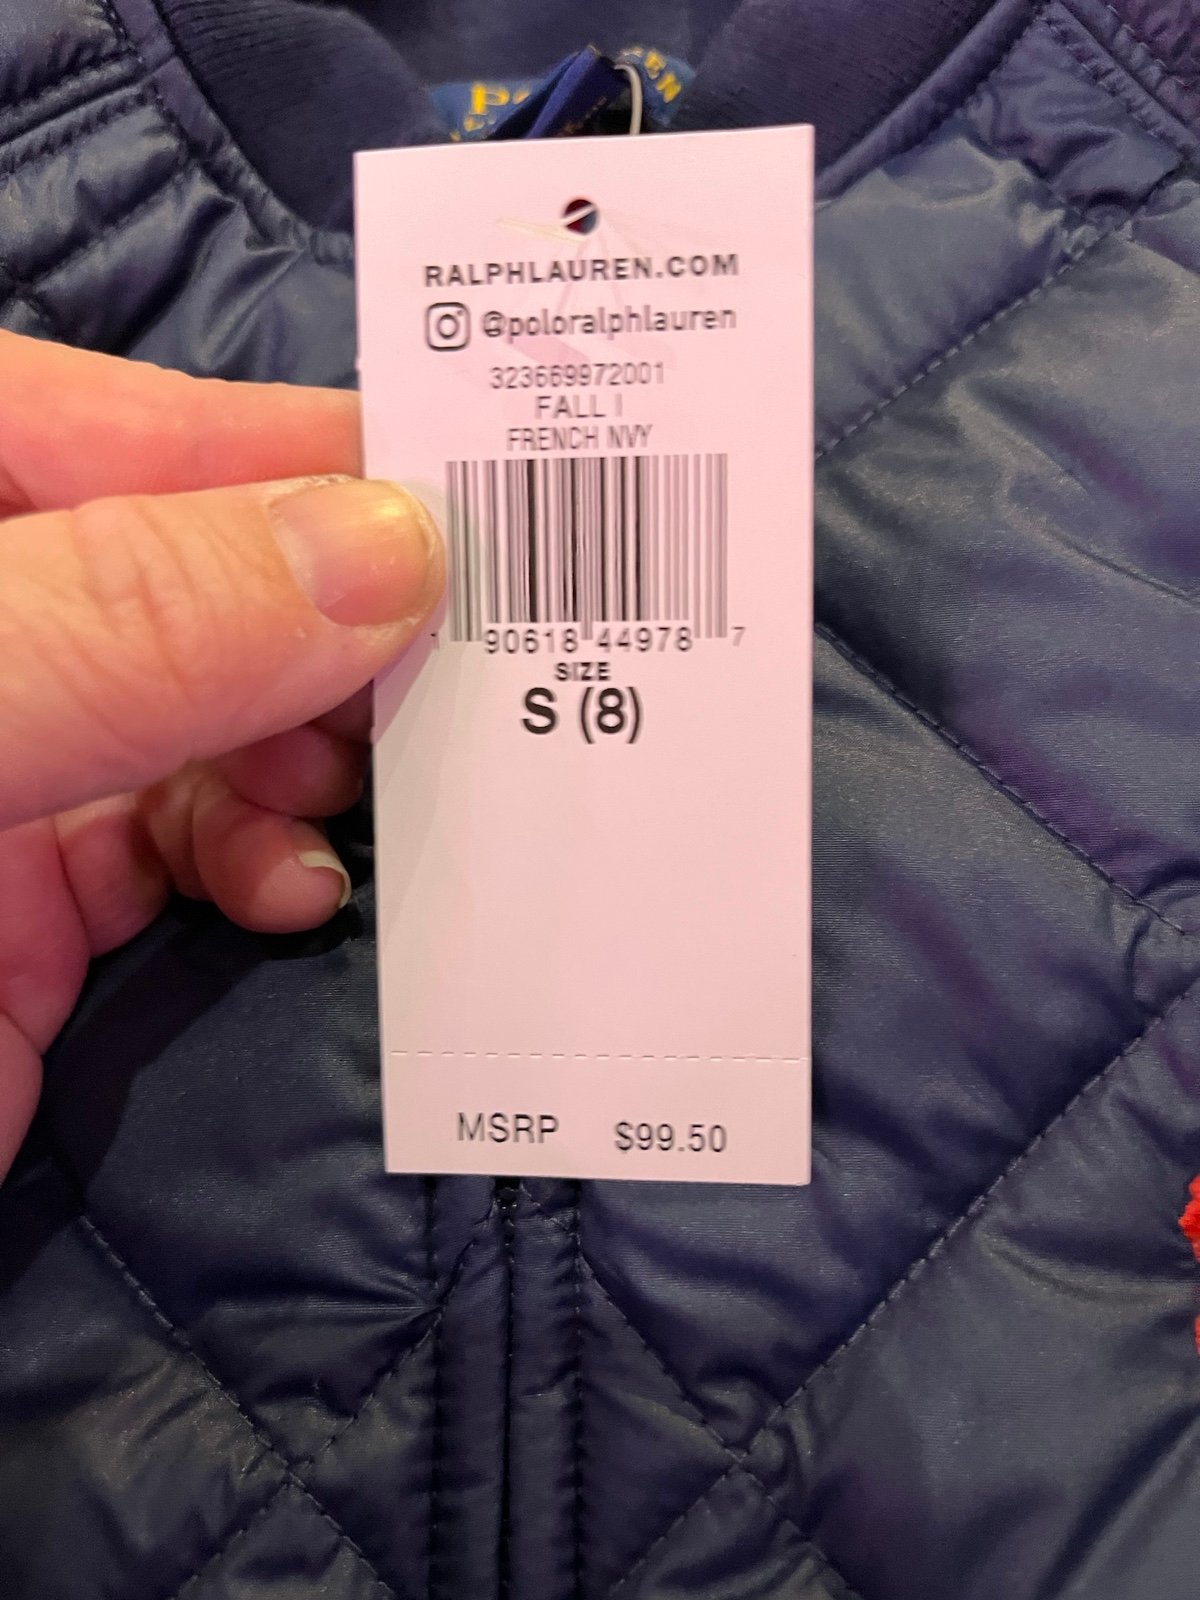 RALPHLAUREN.COM
@poloralphlauren
323669972001
FALL I
FRENCH NVY
1 90618 44978 7
SIZE
S (8)
MSRP $99.50